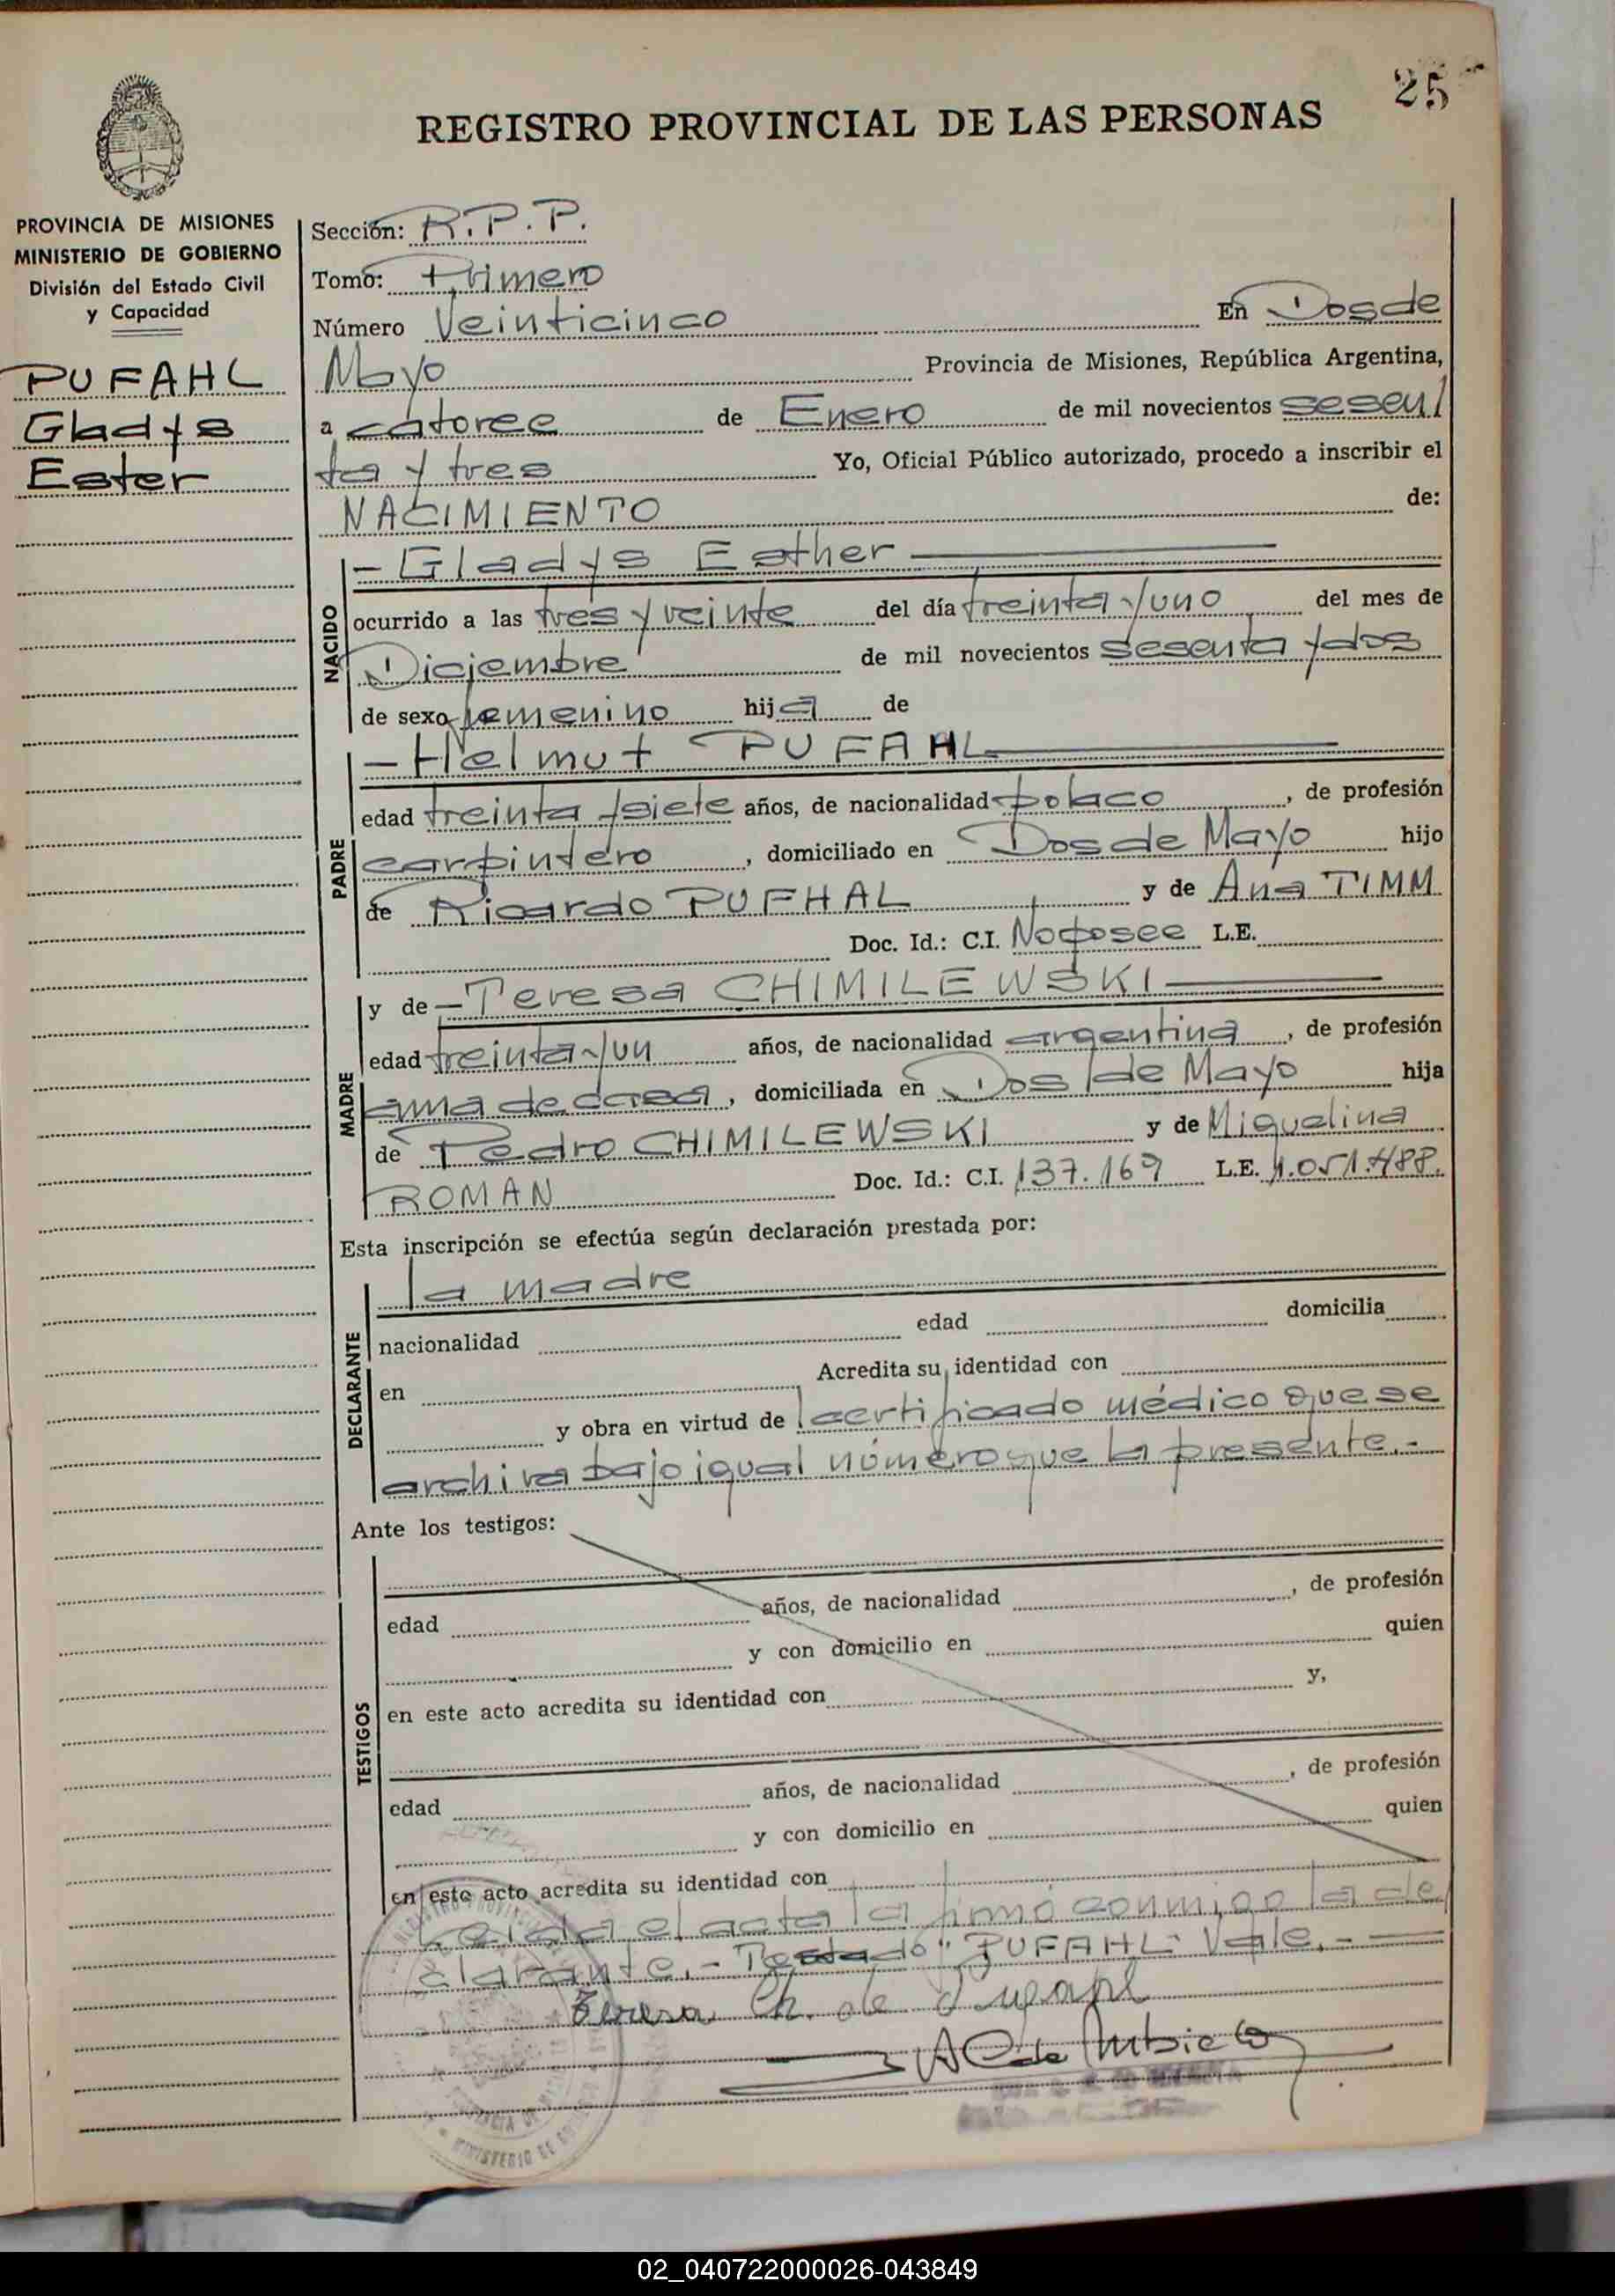 25
REGISTRO PROVINCIAL DE LAS PERSONAS
PROVINCIA DE MISIONES
MINISTERIO DE GOBIERNO
División del Estado Civil
y Capacidad
PUFAHL
Gladys
Ester
Sección: R.P.P.
Tomo: Primero
Número Veinticinco En Dos de
Mayo Provincia de Misiones, República Argentina,
a catorce de Enero de mil novecientos sesen
ta y tres Yo, Oficial Público autorizado, procedo a inscribir el
NACIMIENTO de:
NACIDO
- Gladys Esther
ocurrido a las tres y veinte del día treinta y uno del mes de
Diciembre de mil novecientos sesenta y dos
de sexo femenino hija de
PADRE
- Helmut PUFAHL
edad treinta y siete años, de nacionalidad polaco, de profesión
carpintero, domiciliado en Dos de Mayo hijo
de Ricardo PUFHAL y de Ana TIMM
Doc. Id.: C.I. No posee L.E.
MADRE
y de - Teresa CHIMILEWSKI
edad treinta y un años, de nacionalidad argentina, de profesión
ama de casa, domiciliada en Dos de Mayo hija
de Pedro CHIMILEWSKI y de Miquelina
ROMAN Doc. Id.: C.I. 137.169 L.E. 1.051.488.
Esta inscripción se efectúa según declaración prestada por:
DECLARANTE
la madre
nacionalidad edad domicilia
en Acredita su identidad con
y obra en virtud de certificado médico que se
archiva bajo igual número que la presente.-
Ante los testigos:
TESTIGOS
edad años, de nacionalidad , de profesión
y con domicilio en quien
en este acto acredita su identidad con y,
edad años, de nacionalidad , de profesión
y con domicilio en quien
en este acto acredita su identidad con
Leida el acta la firmó conmigo la de
clarante.- Testado "PUFAHL" Vale.-
Teresa Ch. de Pufahl
MINISTERIO DE
02_040722000026-043849